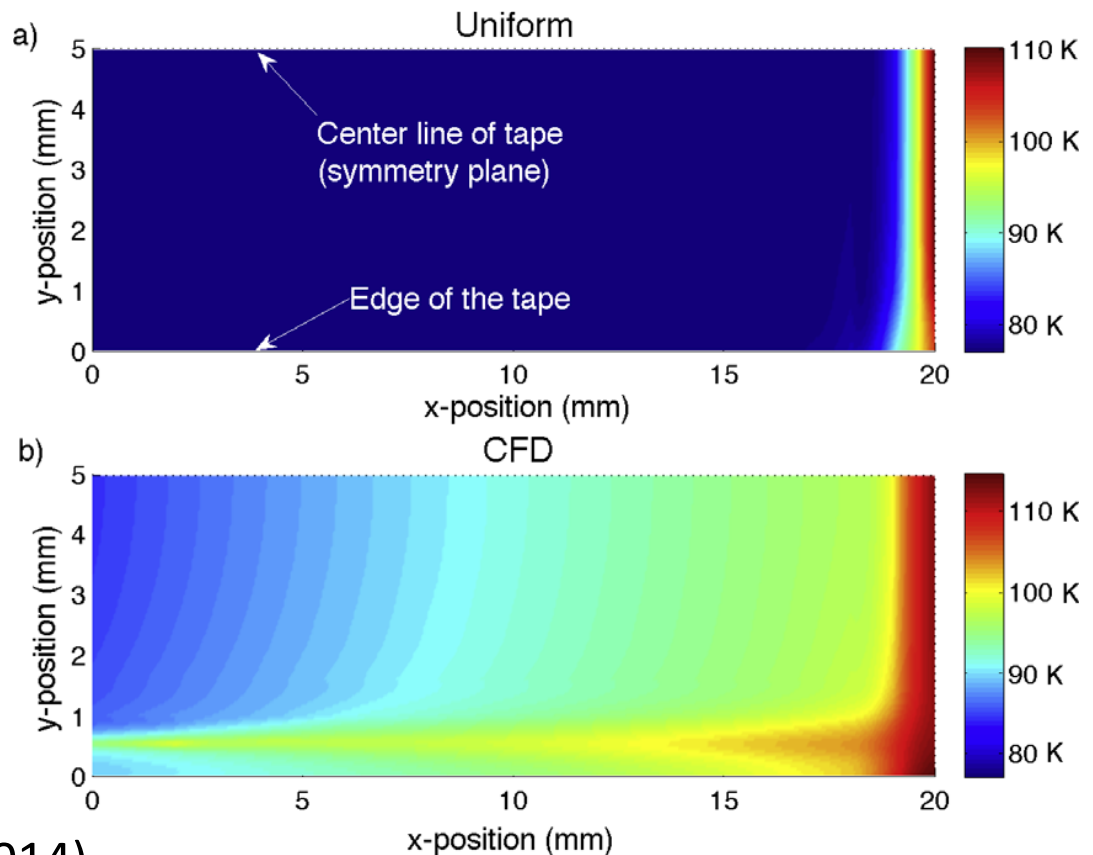 a)
Uniform
5
4
3
2
1
0
y-position (mm)
Center line of tape
(symmetry plane)
Edge of the tape
110 K
100 K
90 K
80 K
0 5 10 15 20
x-position (mm)
b)
CFD
5
4
3
2
1
0
y-position (mm)
110 K
100 K
90 K
80 K
0 5 10 15 20
x-position (mm)
014)